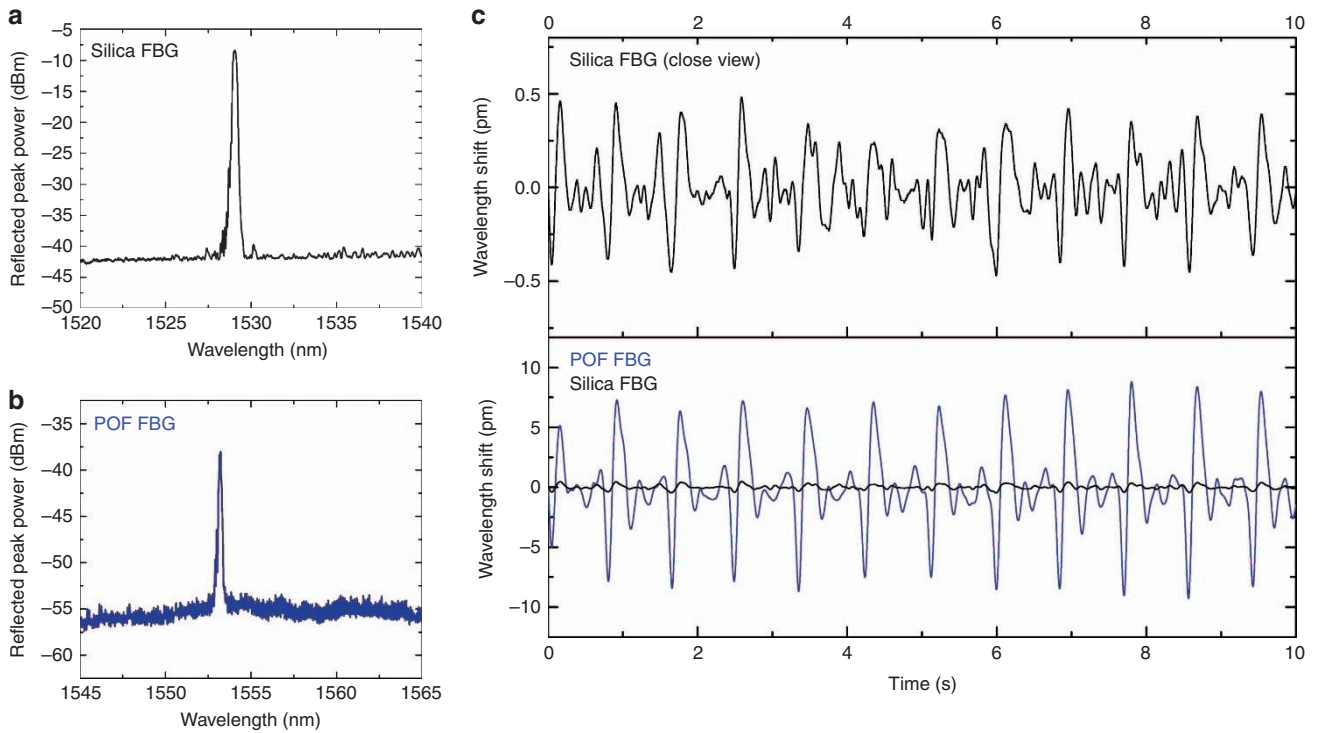 a
Silica FBG
Reflected peak power (dBm)
–5
–10
–15
–20
–25
–30
–35
–40
–45
–50
1520 1525 1530 1535 1540
Wavelength (nm)
b
POF FBG
Reflected peak power (dBm)
–35
–40
–45
–50
–55
–60
1545 1550 1555 1560 1565
Wavelength (nm)
c
0 2 4 6 8 10
Silica FBG (close view)
Wavelength shift (pm)
0.5
0.0
–0.5
POF FBG
Silica FBG
Wavelength shift (pm)
10
5
0
–5
–10
0 2 4 6 8 10
Time (s)